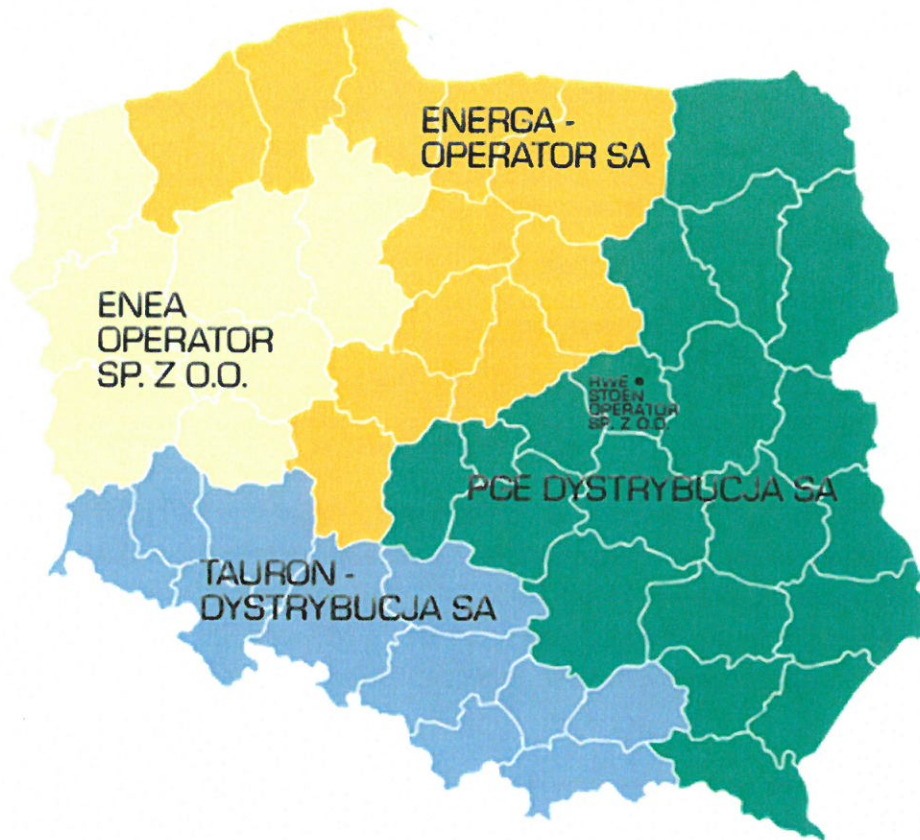 ENERGA -
OPERATOR SA
ENEA
OPERATOR
SP. Z O.O.
RWE •
STOEN
OPERATOR
SP. Z O.O.
PGE DYSTRYBUCJA SA
TAURON -
DYSTRYBUCJA SA